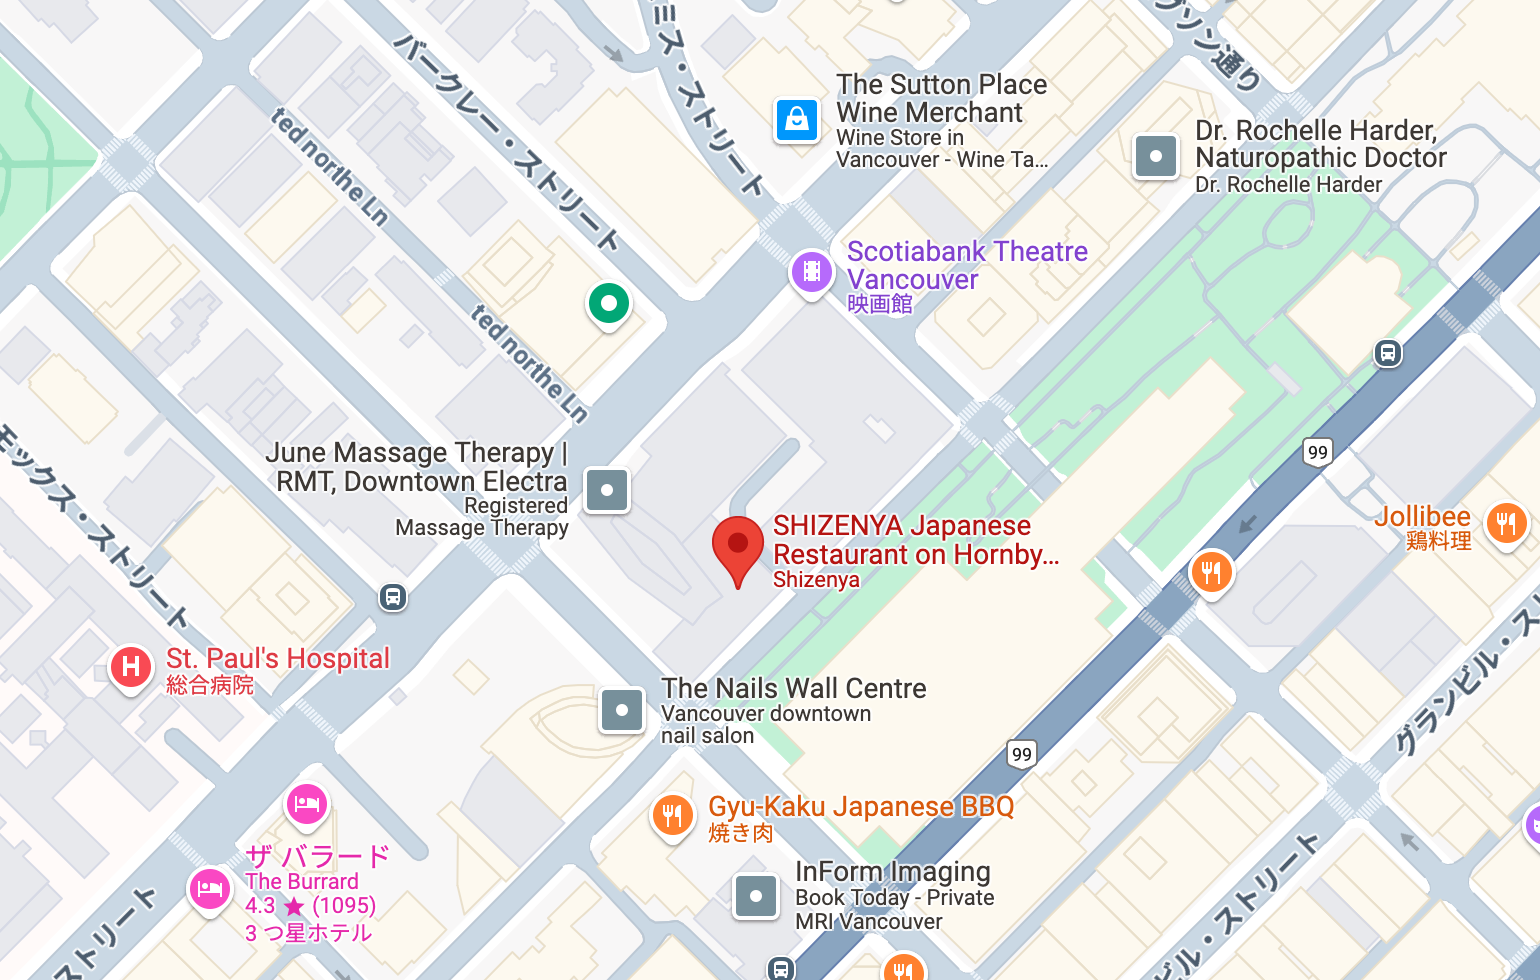 バークレー・ストリート
ミス・ストリート
ブソン通り
ted northe Ln
The Sutton Place
Wine Merchant
Wine Store in
Vancouver - Wine Ta...
Dr. Rochelle Harder,
Naturopathic Doctor
Dr. Rochelle Harder
Scotiabank Theatre
Vancouver
映画館
ted northe Ln
モックス・ストリート
June Massage Therapy |
RMT, Downtown Electra
Registered
Massage Therapy
99
SHIZENYA Japanese
Restaurant on Hornby...
Shizenya
Jollibee
鶏料理
H
St. Paul's Hospital
総合病院
The Nails Wall Centre
Vancouver downtown
nail salon
99
グランビル・ス
Gyu-Kaku Japanese BBQ
焼き肉
ザ バラード
The Burrard
4.3 ★ (1095)
3 つ星ホテル
InForm Imaging
Book Today - Private
MRI Vancouver
ストリート
ビル・ストリート